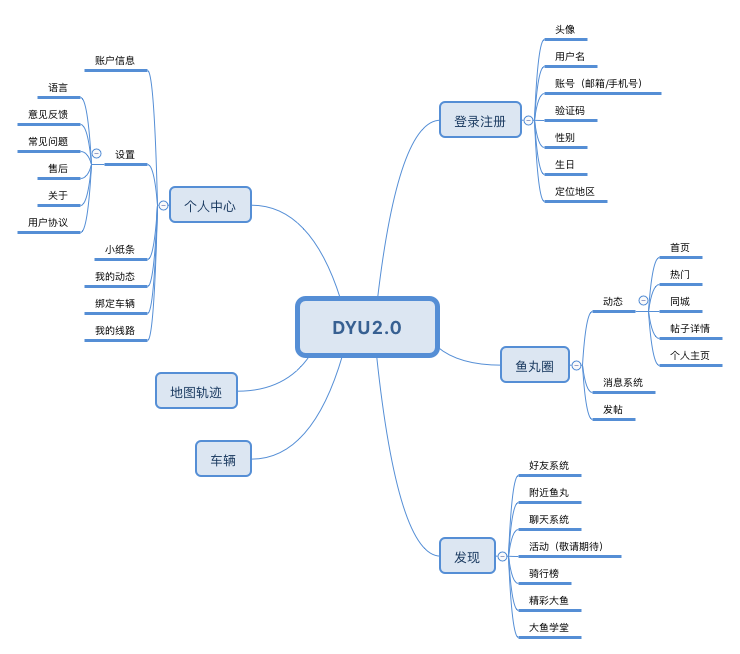 DYU2.0
登录注册
头像
用户名
账号（邮箱/手机号）
验证码
性别
生日
定位地区
鱼丸圈
动态
首页
热门
同城
帖子详情
个人主页
消息系统
发帖
发现
好友系统
附近鱼丸
聊天系统
活动（敬请期待）
骑行榜
精彩大鱼
大鱼学堂
个人中心
账户信息
设置
语言
意见反馈
常见问题
售后
关于
用户协议
小纸条
我的动态
绑定车辆
我的线路
地图轨迹
车辆